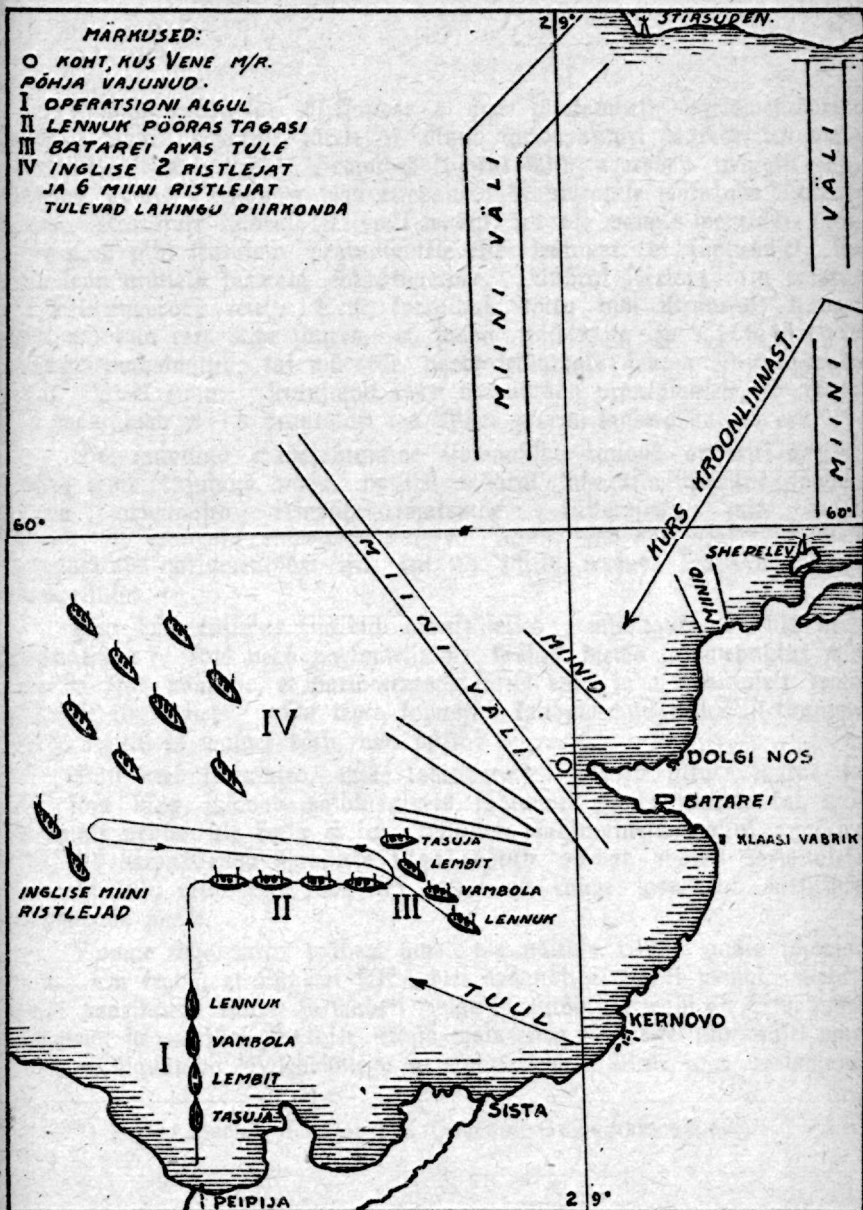 MÄRKUSED:
O KOHT, KUS VENE M/R.
PÕHJA VAJUNUD.
I OPERATSIONI ALGUL
II LENNUK PÖÖRAS TAGASI
III BATAREI AVAS TULE
IV INGLISE 2 RISTLEJAT
JA 6 MIINI RISTLEJAT
TULEVAD LAHINGU PIIRKONDA
29°
STIRSUDEN.
MIINI VÄLI
MIINI VÄLI
KURS KROONLINNAST.
60°
60°
SHEPELEV
MIINID
MIINI VÄLI
MIINID
IV
DOLGI NOS
BATAREI
KLAASI VABRIK
TASUJA
LEMBIT
VAMBOLA
LENNUK
INGLISE MIINI
RISTLEJAD
II
III
TUUL
KERNOVO
I
LENNUK
VAMBOLA
LEMBIT
TASUJA
SISTA
PEIPIJA
29°